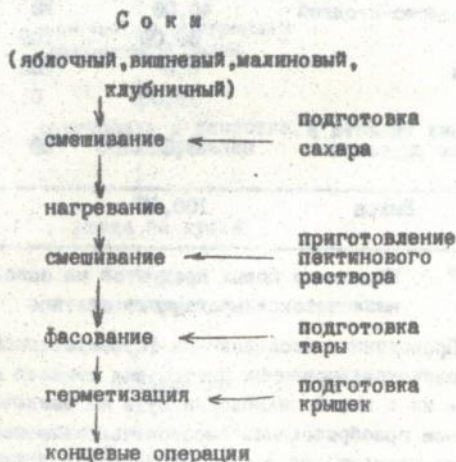 Соки
(яблочный,вишневый,малиновый,
клубничный)
смешивание подготовка
сахара
нагревание
смешивание приготовление
пектинового
раствора
фасование подготовка
тары
герметизация подготовка
крышек
концевые операции